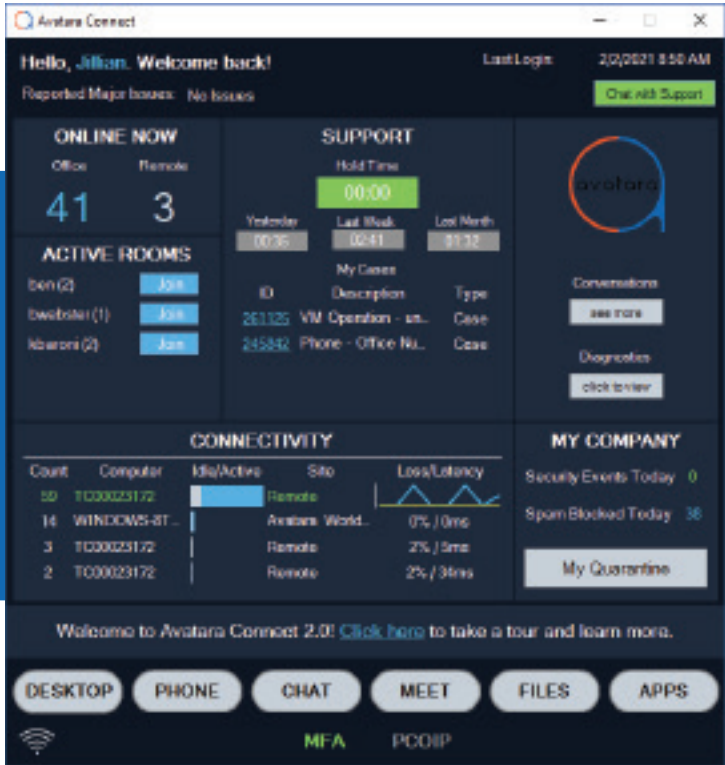 Avatara Connect
Hello, Jillian. Welcome back!
Last Login 2/2/2021 8:50 AM
Reported Major Issues: No Issues
Chat with Support
ONLINE NOW
Office Remote
41 3
ACTIVE ROOMS
ben (2) Join
bwebster (1) Join
kbaroni (2) Join
SUPPORT
Hold Time
00:00
Yesterday Last Week Last Month
00:36 02:41 01:32
My Cases
ID Description Type
261125 VM Operation - un... Case
245842 Phone - Office Nu... Case
avatara
Conversations
see more
Diagnostics
click to view
CONNECTIVITY
Count Computer Idle/Active Site Loss/Latency
59 TC00023172 Remote
14 WINDOWS-8T... Avatara World... 0% / 0ms
3 TC00023172 Remote 2% / 5ms
2 TC00023172 Remote 2% / 34ms
MY COMPANY
Security Events Today 0
Spam Blocked Today 38
My Quarantine
Welcome to Avatara Connect 2.0! Click here to take a tour and learn more.
DESKTOP PHONE CHAT MEET FILES APPS
MFA PCOIP